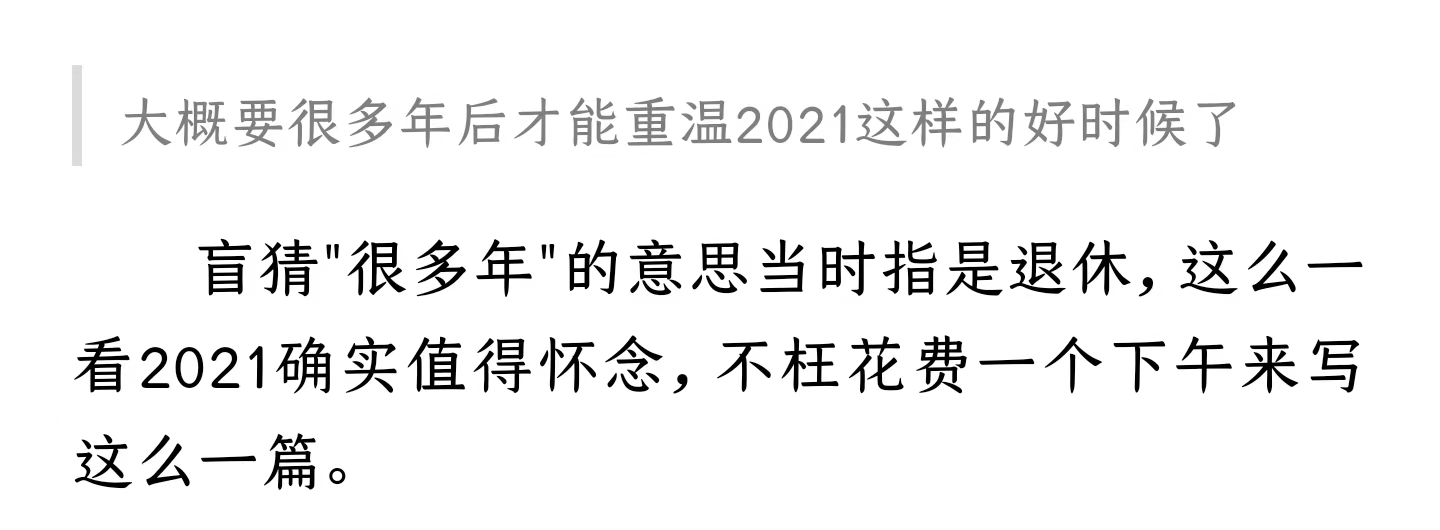 大概要很多年后才能重温2021这样的好时候了
盲猜"很多年"的意思当时指是退休，这么一
看2021确实值得怀念，不枉花费一个下午来写
这么一篇。